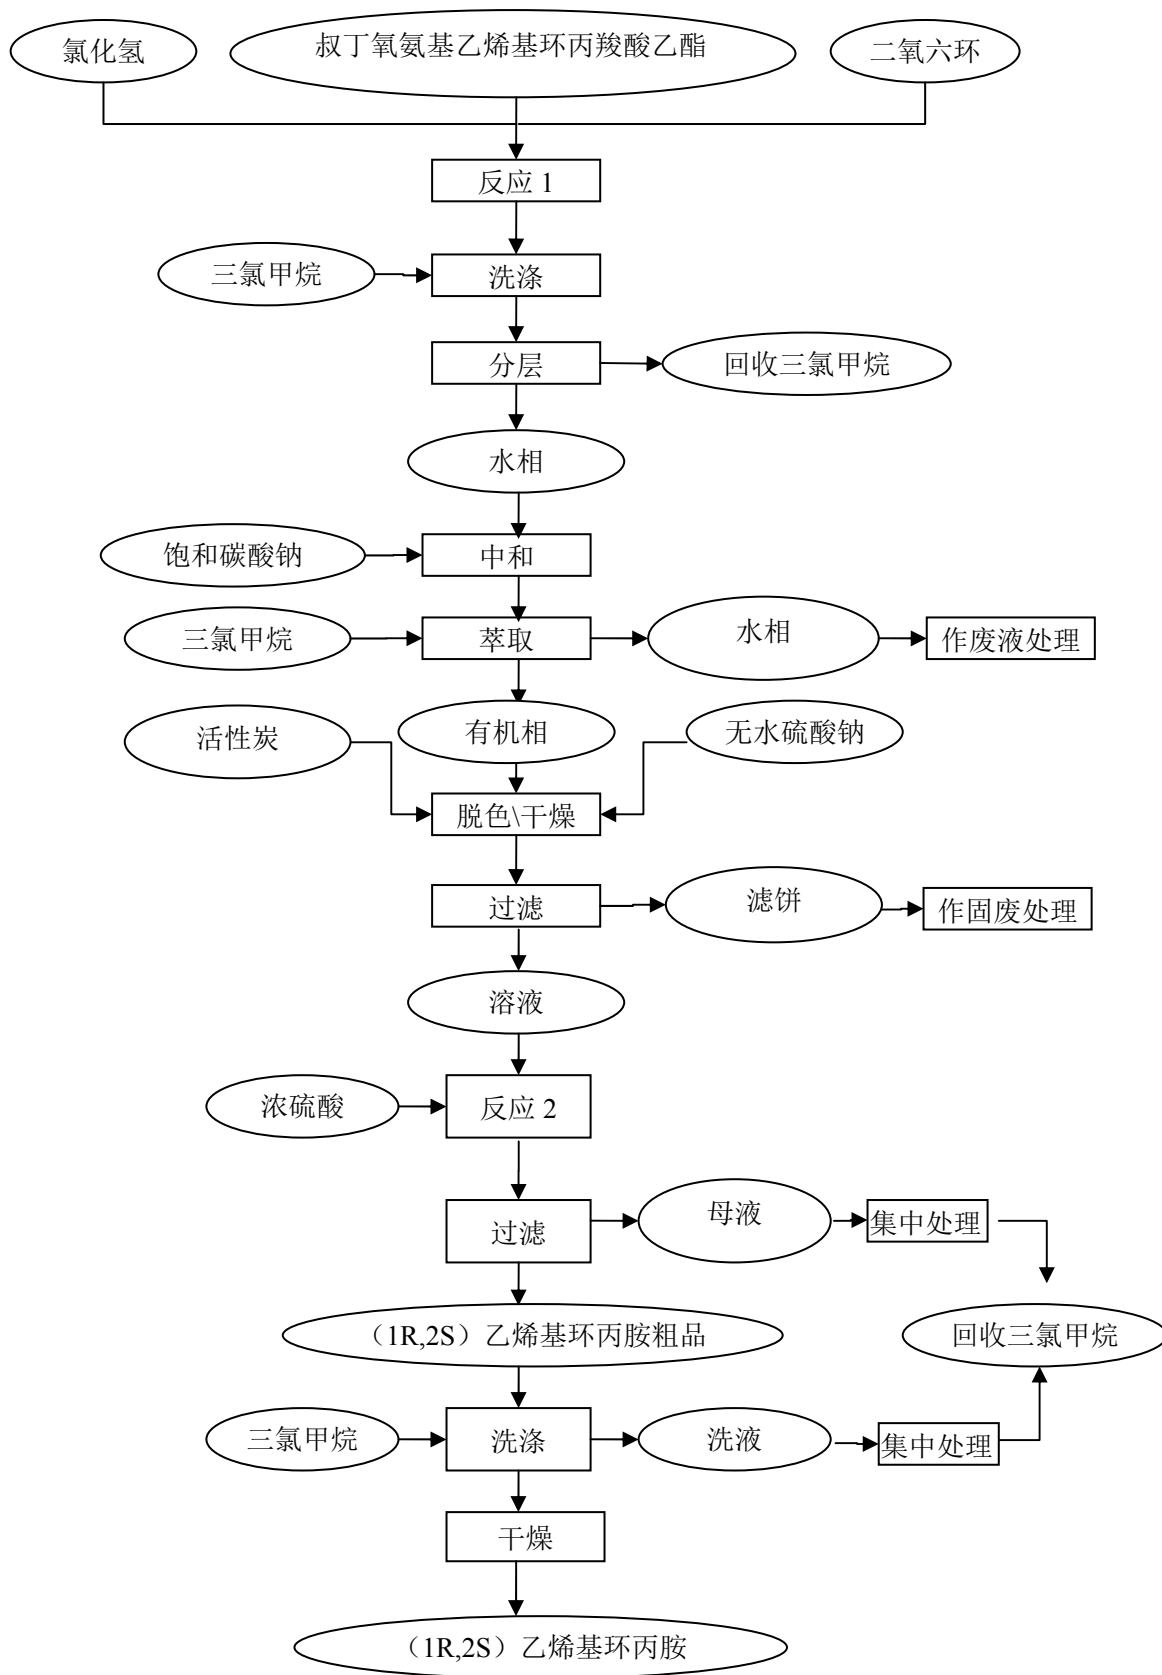 氯化氢
叔丁氧氨基乙烯基环丙羧酸乙酯
二氧六环
反应 1
三氯甲烷
洗涤
分层
回收三氯甲烷
水相
饱和碳酸钠
中和
三氯甲烷
萃取
水相
作废液处理
活性炭
有机相
无水硫酸钠
脱色\干燥
过滤
滤饼
作固废处理
溶液
浓硫酸
反应 2
过滤
母液
集中处理
（1R,2S）乙烯基环丙胺粗品
回收三氯甲烷
三氯甲烷
洗涤
洗液
集中处理
干燥
（1R,2S）乙烯基环丙胺